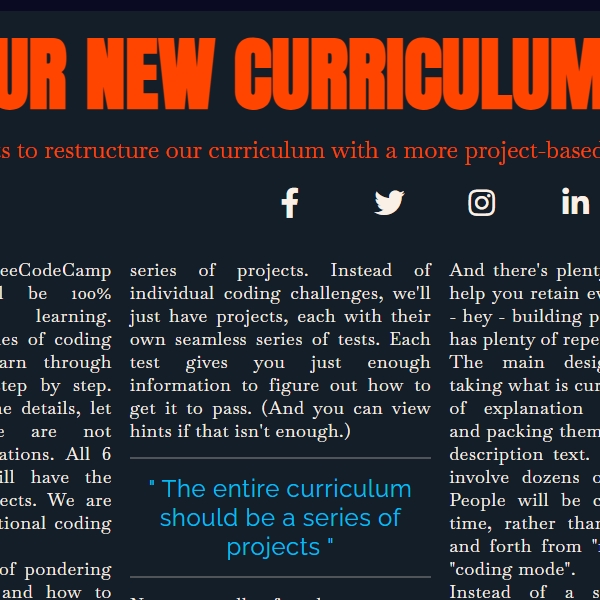 UR NEW CURRICULUM
s to restructure our curriculum with a more project-based
eeCodeCamp
l be 100%
learning.
es of coding
arn through
tep by step.
e details, let
e are not
ations. All 6
ill have the
ects. We are
tional coding
of pondering
and how to
series of projects. Instead of
individual coding challenges, we'll
just have projects, each with their
own seamless series of tests. Each
test gives you just enough
information to figure out how to
get it to pass. (And you can view
hints if that isn't enough.)
" The entire curriculum
should be a series of
projects "
And there's plent
help you retain ev
- hey - building p
has plenty of repe
The main desig
taking what is cur
of explanation
and packing them
description text.
involve dozens o
People will be c
time, rather than
and forth from "r
"coding mode".
Instead of a s